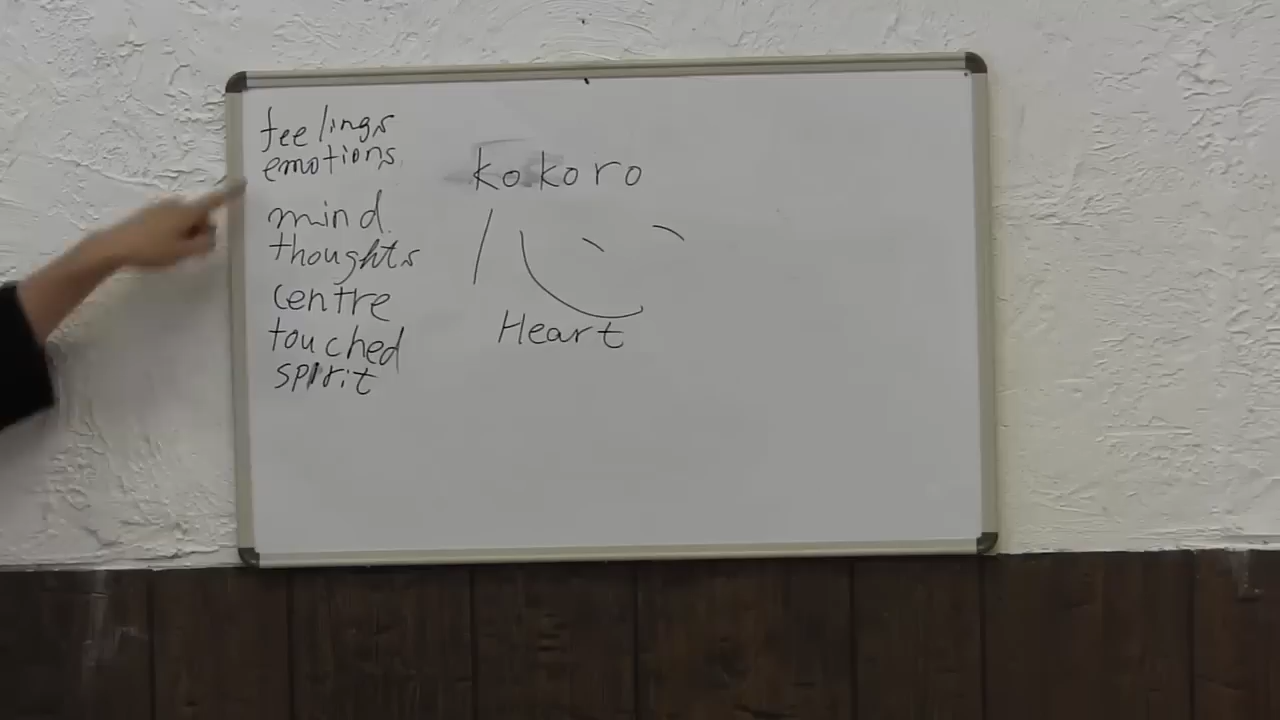 feelings
emotions
mind
thoughts
centre
touched
spirit
kokoro
心
Heart